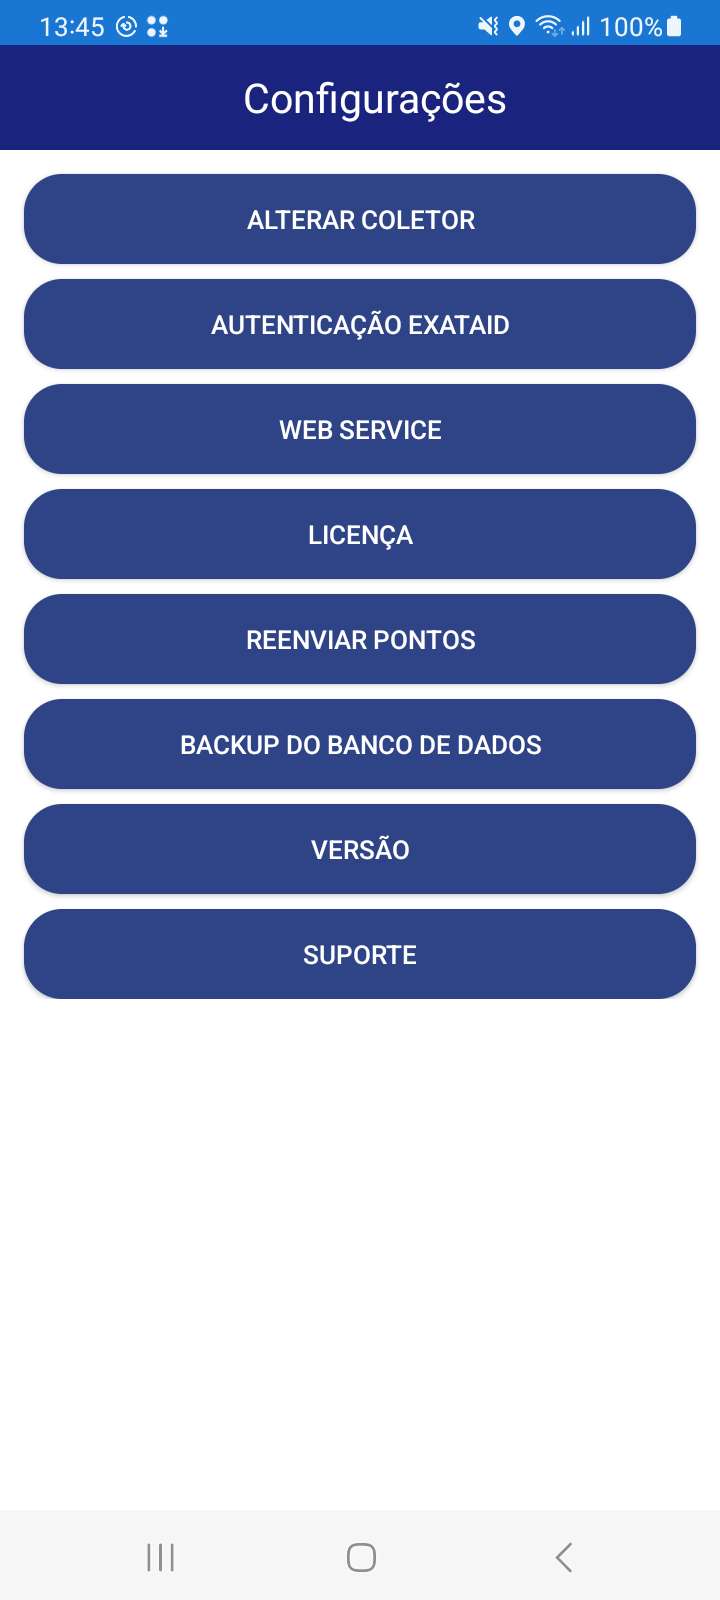 13:45 100%
Configurações
ALTERAR COLETOR
AUTENTICAÇÃO EXATAID
WEB SERVICE
LICENÇA
REENVIAR PONTOS
BACKUP DO BANCO DE DADOS
VERSÃO
SUPORTE